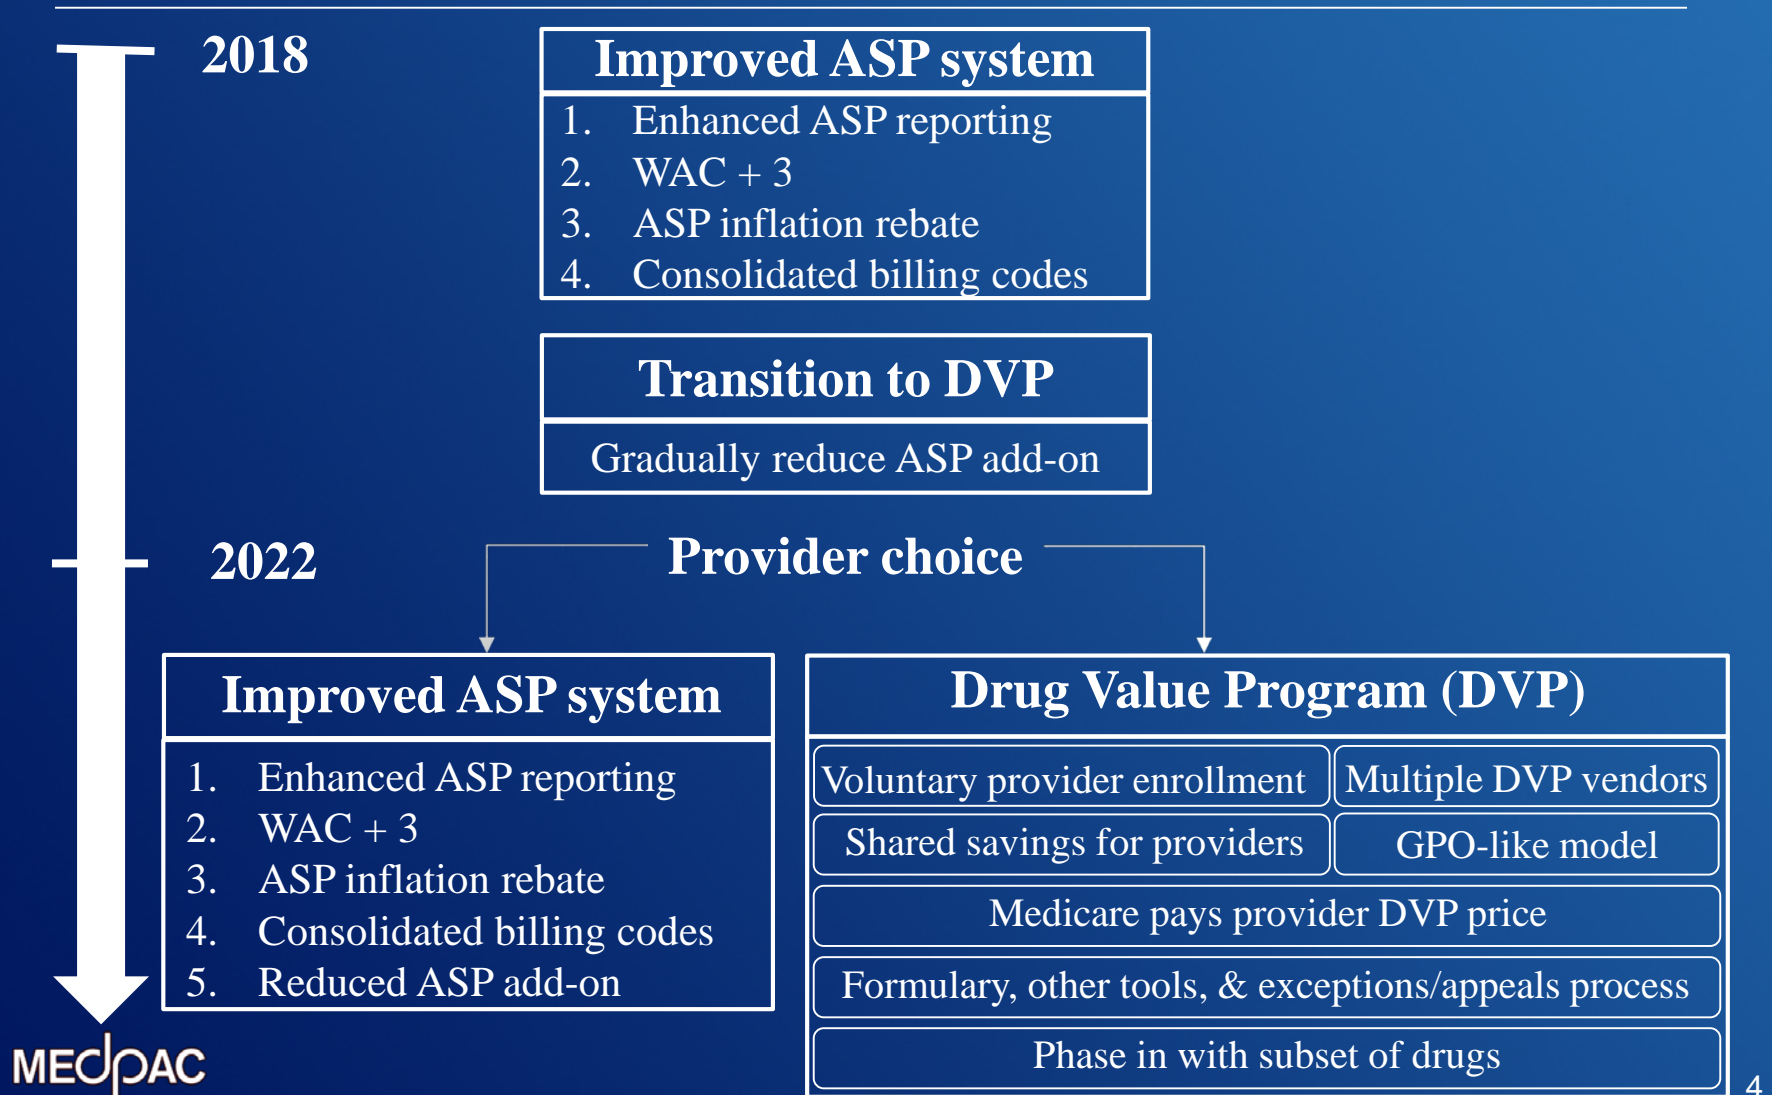 2018
Improved ASP system
1. Enhanced ASP reporting
2. WAC + 3
3. ASP inflation rebate
4. Consolidated billing codes
Transition to DVP
Gradually reduce ASP add-on
2022
Provider choice
Improved ASP system
1. Enhanced ASP reporting
2. WAC + 3
3. ASP inflation rebate
4. Consolidated billing codes
5. Reduced ASP add-on
Drug Value Program (DVP)
Voluntary provider enrollment
Multiple DVP vendors
Shared savings for providers
GPO-like model
Medicare pays provider DVP price
Formulary, other tools, & exceptions/appeals process
Phase in with subset of drugs
MEDPAC
4